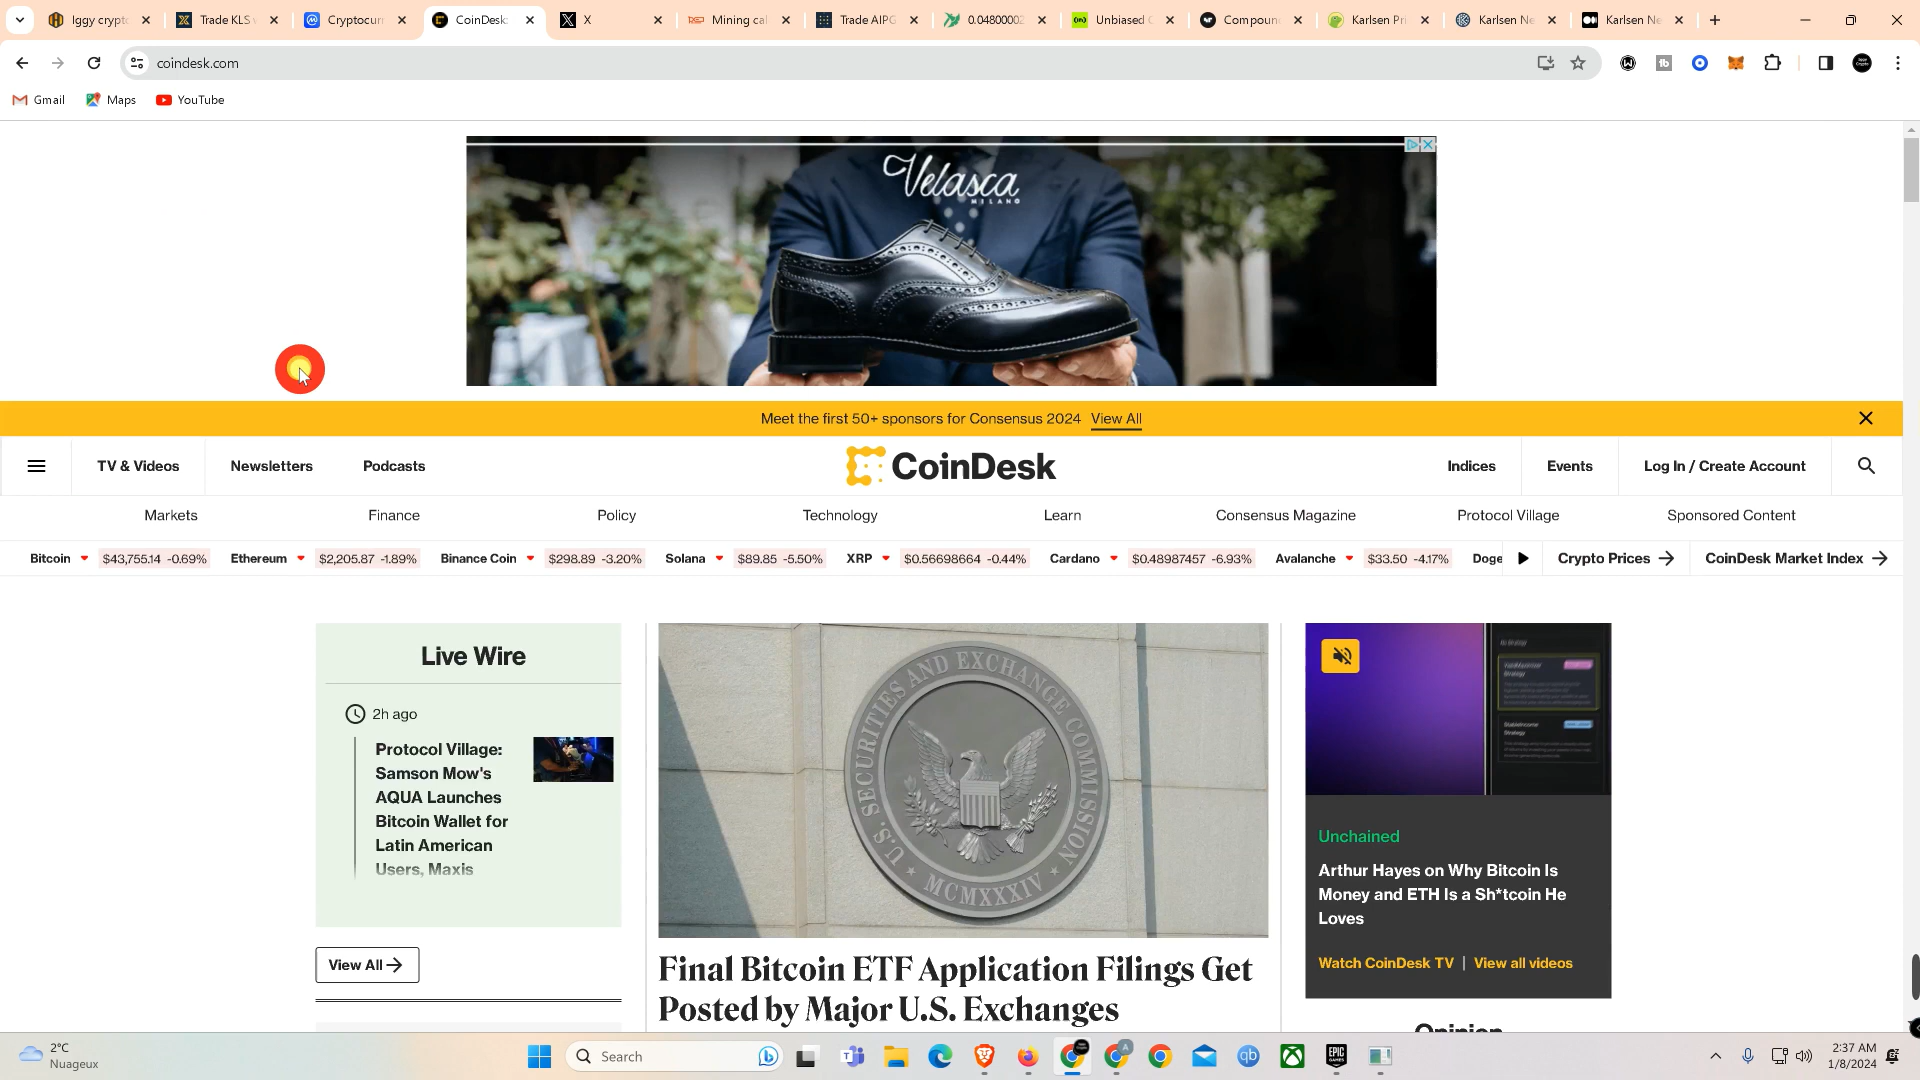 Iggy crypto
Trade KLS
Cryptocur
CoinDesk:
X
Mining cal
Trade AIPG
0.04800002
Unbiased
Compoun
Karlsen Pri
Karlsen Ne
Karlsen Ne
coindesk.com
Gmail
Maps
YouTube
Velasca
MILANO
Meet the first 50+ sponsors for Consensus 2024 View All
TV & Videos
Newsletters
Podcasts
CoinDesk
Indices
Events
Log In / Create Account
Markets
Finance
Policy
Technology
Learn
Consensus Magazine
Protocol Village
Sponsored Content
Bitcoin $43,755.14 -0.69%
Ethereum $2,205.87 -1.89%
Binance Coin $298.89 -3.20%
Solana $89.85 -5.50%
XRP $0.56698664 -0.44%
Cardano $0.48987457 -6.93%
Avalanche $33.50 -4.17%
Doge
Crypto Prices
CoinDesk Market Index
Live Wire
2h ago
Protocol Village:
Samson Mow's
AQUA Launches
Bitcoin Wallet for
Latin American
Users, Maxis
View All
U.S. SECURITIES AND EXCHANGE COMMISSION
MCMXXXIV
Final Bitcoin ETF Application Filings Get
Posted by Major U.S. Exchanges
Unchained
Arthur Hayes on Why Bitcoin Is
Money and ETH Is a Sh*tcoin He
Loves
Watch CoinDesk TV | View all videos
Opinion
2°C
Nuageux
Search
2:37 AM
1/8/2024